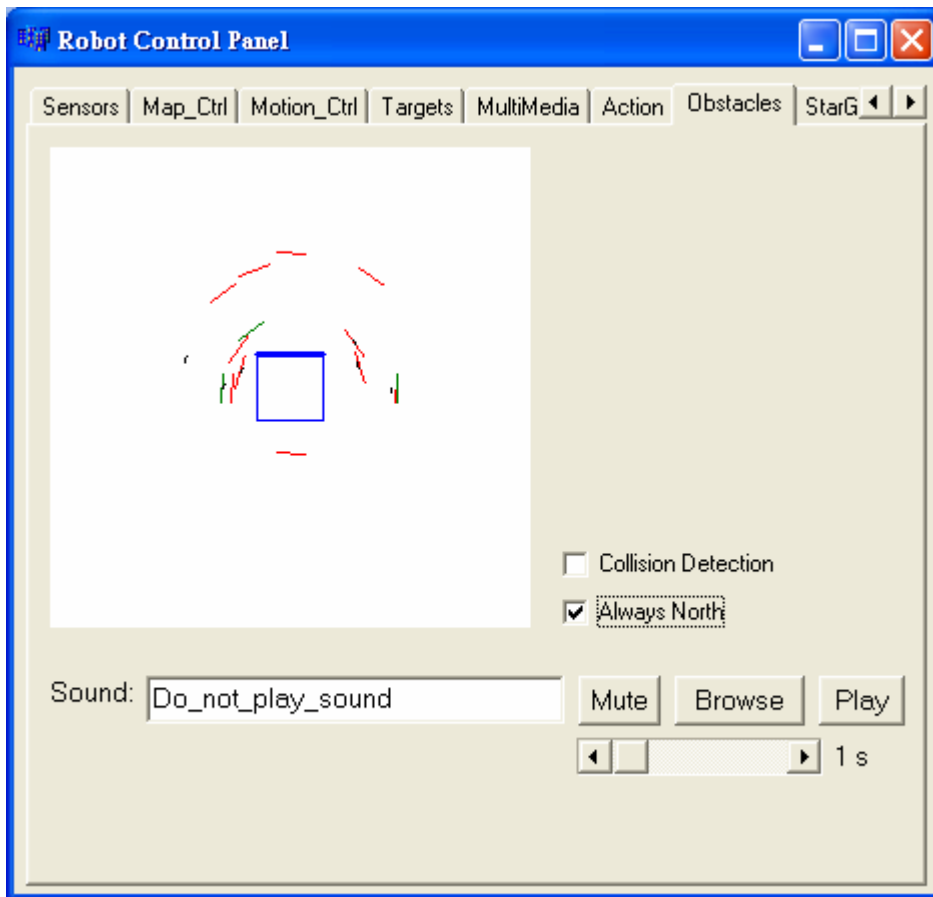 Robot Control Panel
Sensors Map_Ctrl Motion_Ctrl Targets MultiMedia Action Obstacles StarG
Collision Detection
Always North
Sound: Do_not_play_sound Mute Browse Play
1 s